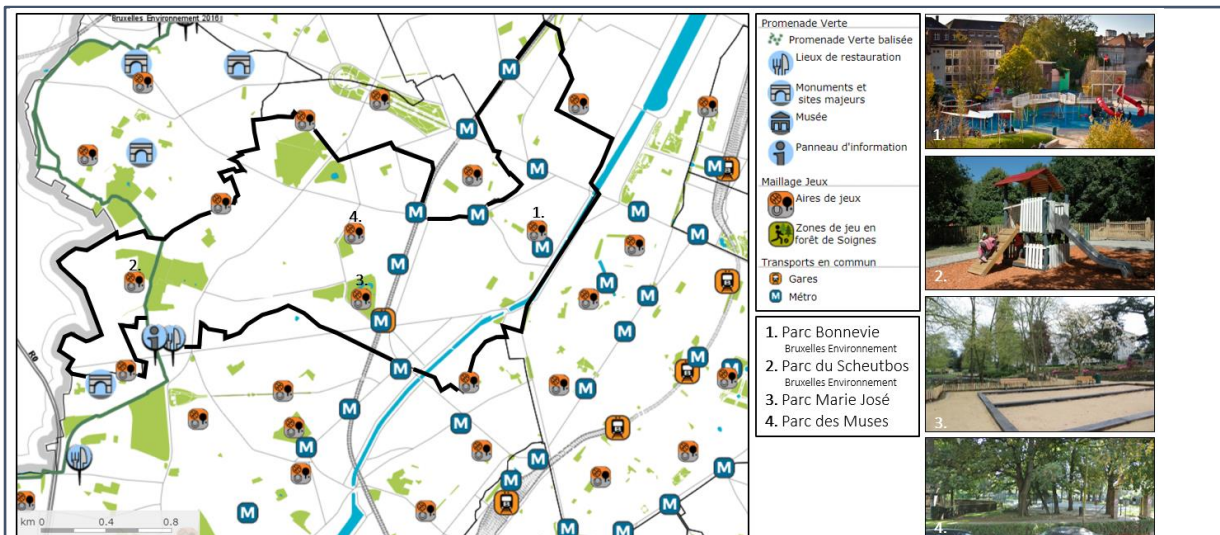 Bruxelles Environnement 2016
1.
4.
2.
3.
R0
km 0 0.4 0.8
Promenade Verte
Promenade Verte balisée
Lieux de restauration
Monuments et
sites majeurs
Musée
Panneau d'information
Maillage Jeux
Aires de jeux
Zones de jeu en
forêt de Soignes
Transports en commun
Gares
M Métro
1. Parc Bonnevie
Bruxelles Environnement
2. Parc du Scheutbos
Bruxelles Environnement
3. Parc Marie José
4. Parc des Muses
1.
2.
3.
4.